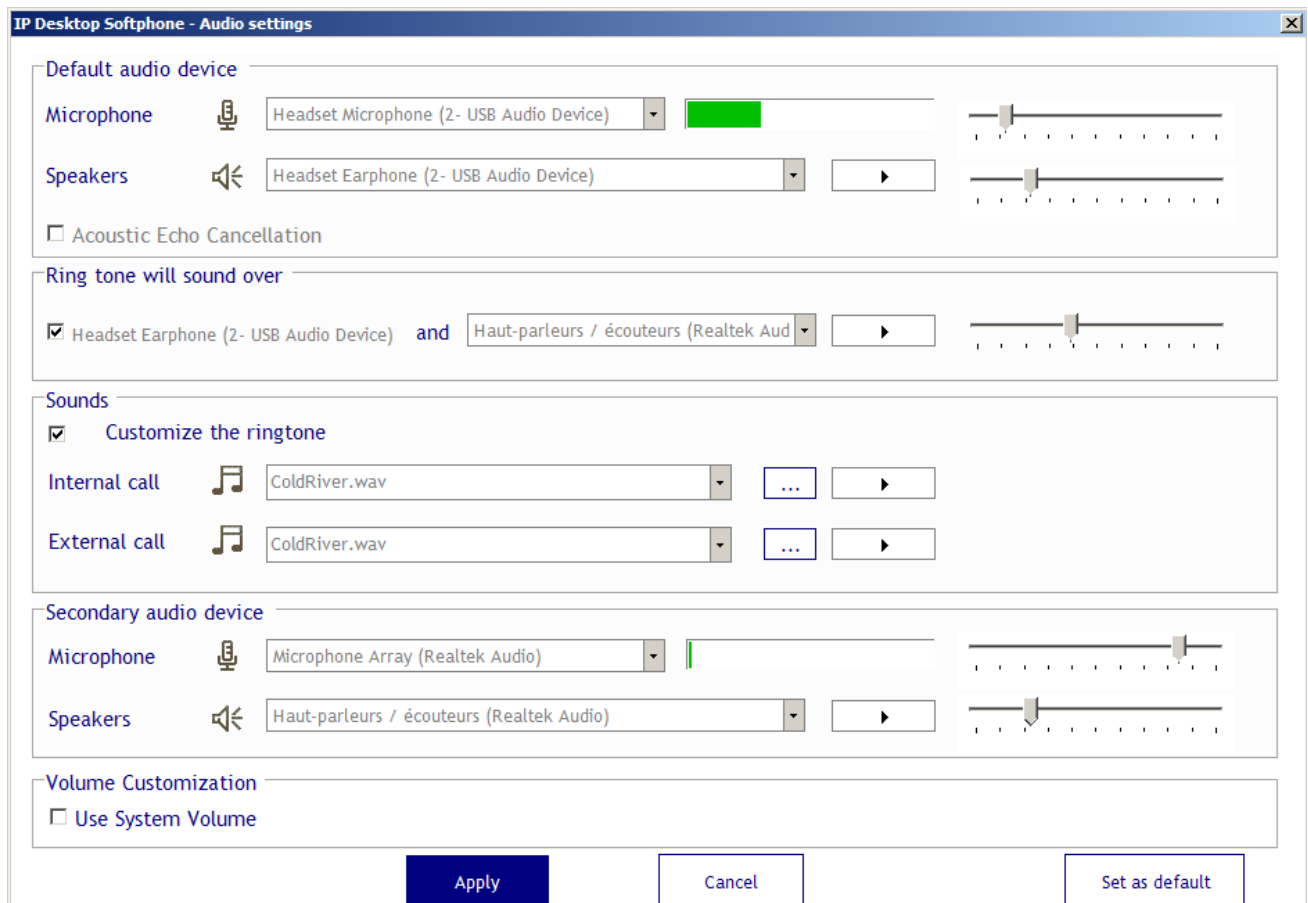 IP Desktop Softphone - Audio settings
Default audio device
Microphone Headset Microphone (2- USB Audio Device)
Speakers Headset Earphone (2- USB Audio Device)
Acoustic Echo Cancellation
Ring tone will sound over
Headset Earphone (2- USB Audio Device) and Haut-parleurs / écouteurs (Realtek Aud
Sounds
Customize the ringtone
Internal call ColdRiver.wav ...
External call ColdRiver.wav ...
Secondary audio device
Microphone Microphone Array (Realtek Audio)
Speakers Haut-parleurs / écouteurs (Realtek Audio)
Volume Customization
Use System Volume
Apply Cancel Set as default